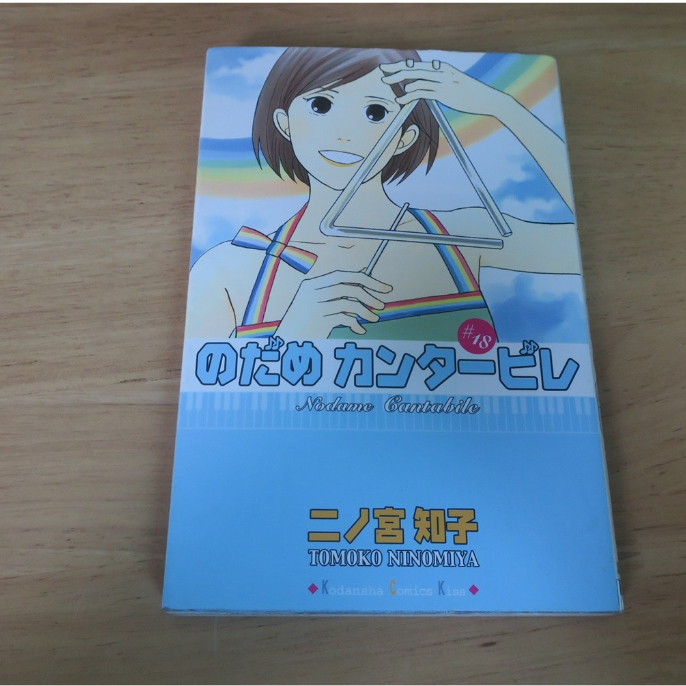 #18
のだめ カンタービレ
Nodame Cantabile
二ノ宮 知子
TOMOKO NINOMIYA
◆ Kodansha Comics Kiss ◆